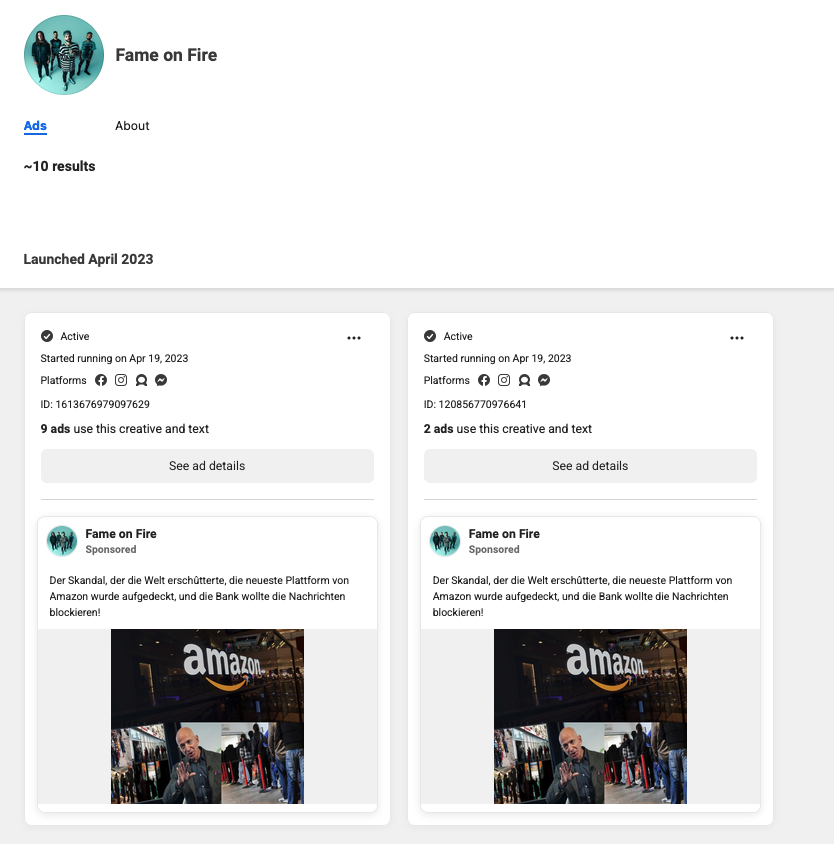 Fame on Fire
Ads
About
~10 results
Launched April 2023
Active
Started running on Apr 19, 2023
Platforms
ID: 1613676979097629
9 ads use this creative and text
See ad details
Fame on Fire
Sponsored
Der Skandal, der die Welt erschûtterte, die neueste Plattform von
Amazon wurde aufgedeckt, und die Bank wollte die Nachrichten
blockieren!
amazon
Active
Started running on Apr 19, 2023
Platforms
ID: 120856770976641
2 ads use this creative and text
See ad details
Fame on Fire
Sponsored
Der Skandal, der die Welt erschûtterte, die neueste Plattform von
Amazon wurde aufgedeckt, und die Bank wollte die Nachrichten
blockieren!
amazon